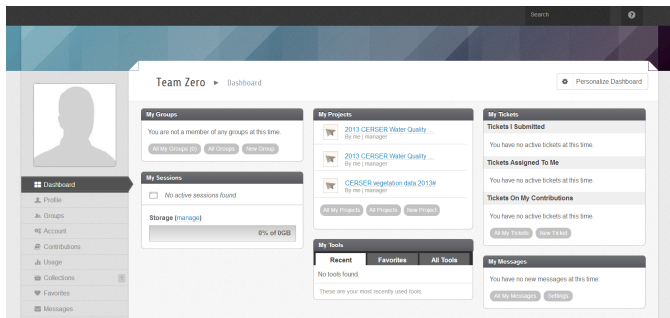 Search
?
Team Zero ► Dashboard
Personalize Dashboard
Dashboard
Profile
Groups
Account
Contributions
Usage
Collections
Favorites
Messages
My Groups
You are not a member of any groups at this time.
All My Groups (0) All Groups New Group
My Sessions
No active sessions found.
Storage (manage)
0% of 0GB
My Projects
2013 CERSER Water Quality ...
By me | manager
2013 CERSER Water Quality ...
By me | manager
CERSER vegetation data 2013#
By me | manager
All My Projects All Projects New Project
My Tools
Recent Favorites All Tools
No tools found.
These are your most recently used tools.
My Tickets
Tickets I Submitted
You have no active tickets at this time.
Tickets Assigned To Me
You have no active tickets at this time.
Tickets On My Contributions
You have no active tickets at this time.
All My Tickets New Ticket
My Messages
You have no new messages at this time.
All My Messages Settings